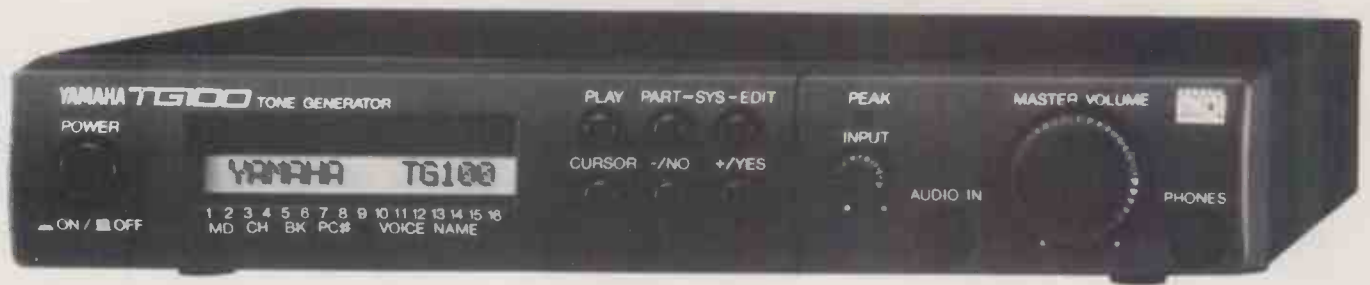 YAMAHA TG100 TONE GENERATOR
POWER
ON / OFF
YAMAHA TG100
1 2 3 4 5 6 7 8 9 10 11 12 13 14 15 16
MD CH BK PC# VOICE NAME
PLAY PART-SYS-EDIT
CURSOR -/NO +/YES
PEAK
INPUT
AUDIO IN
MASTER VOLUME
PHONES